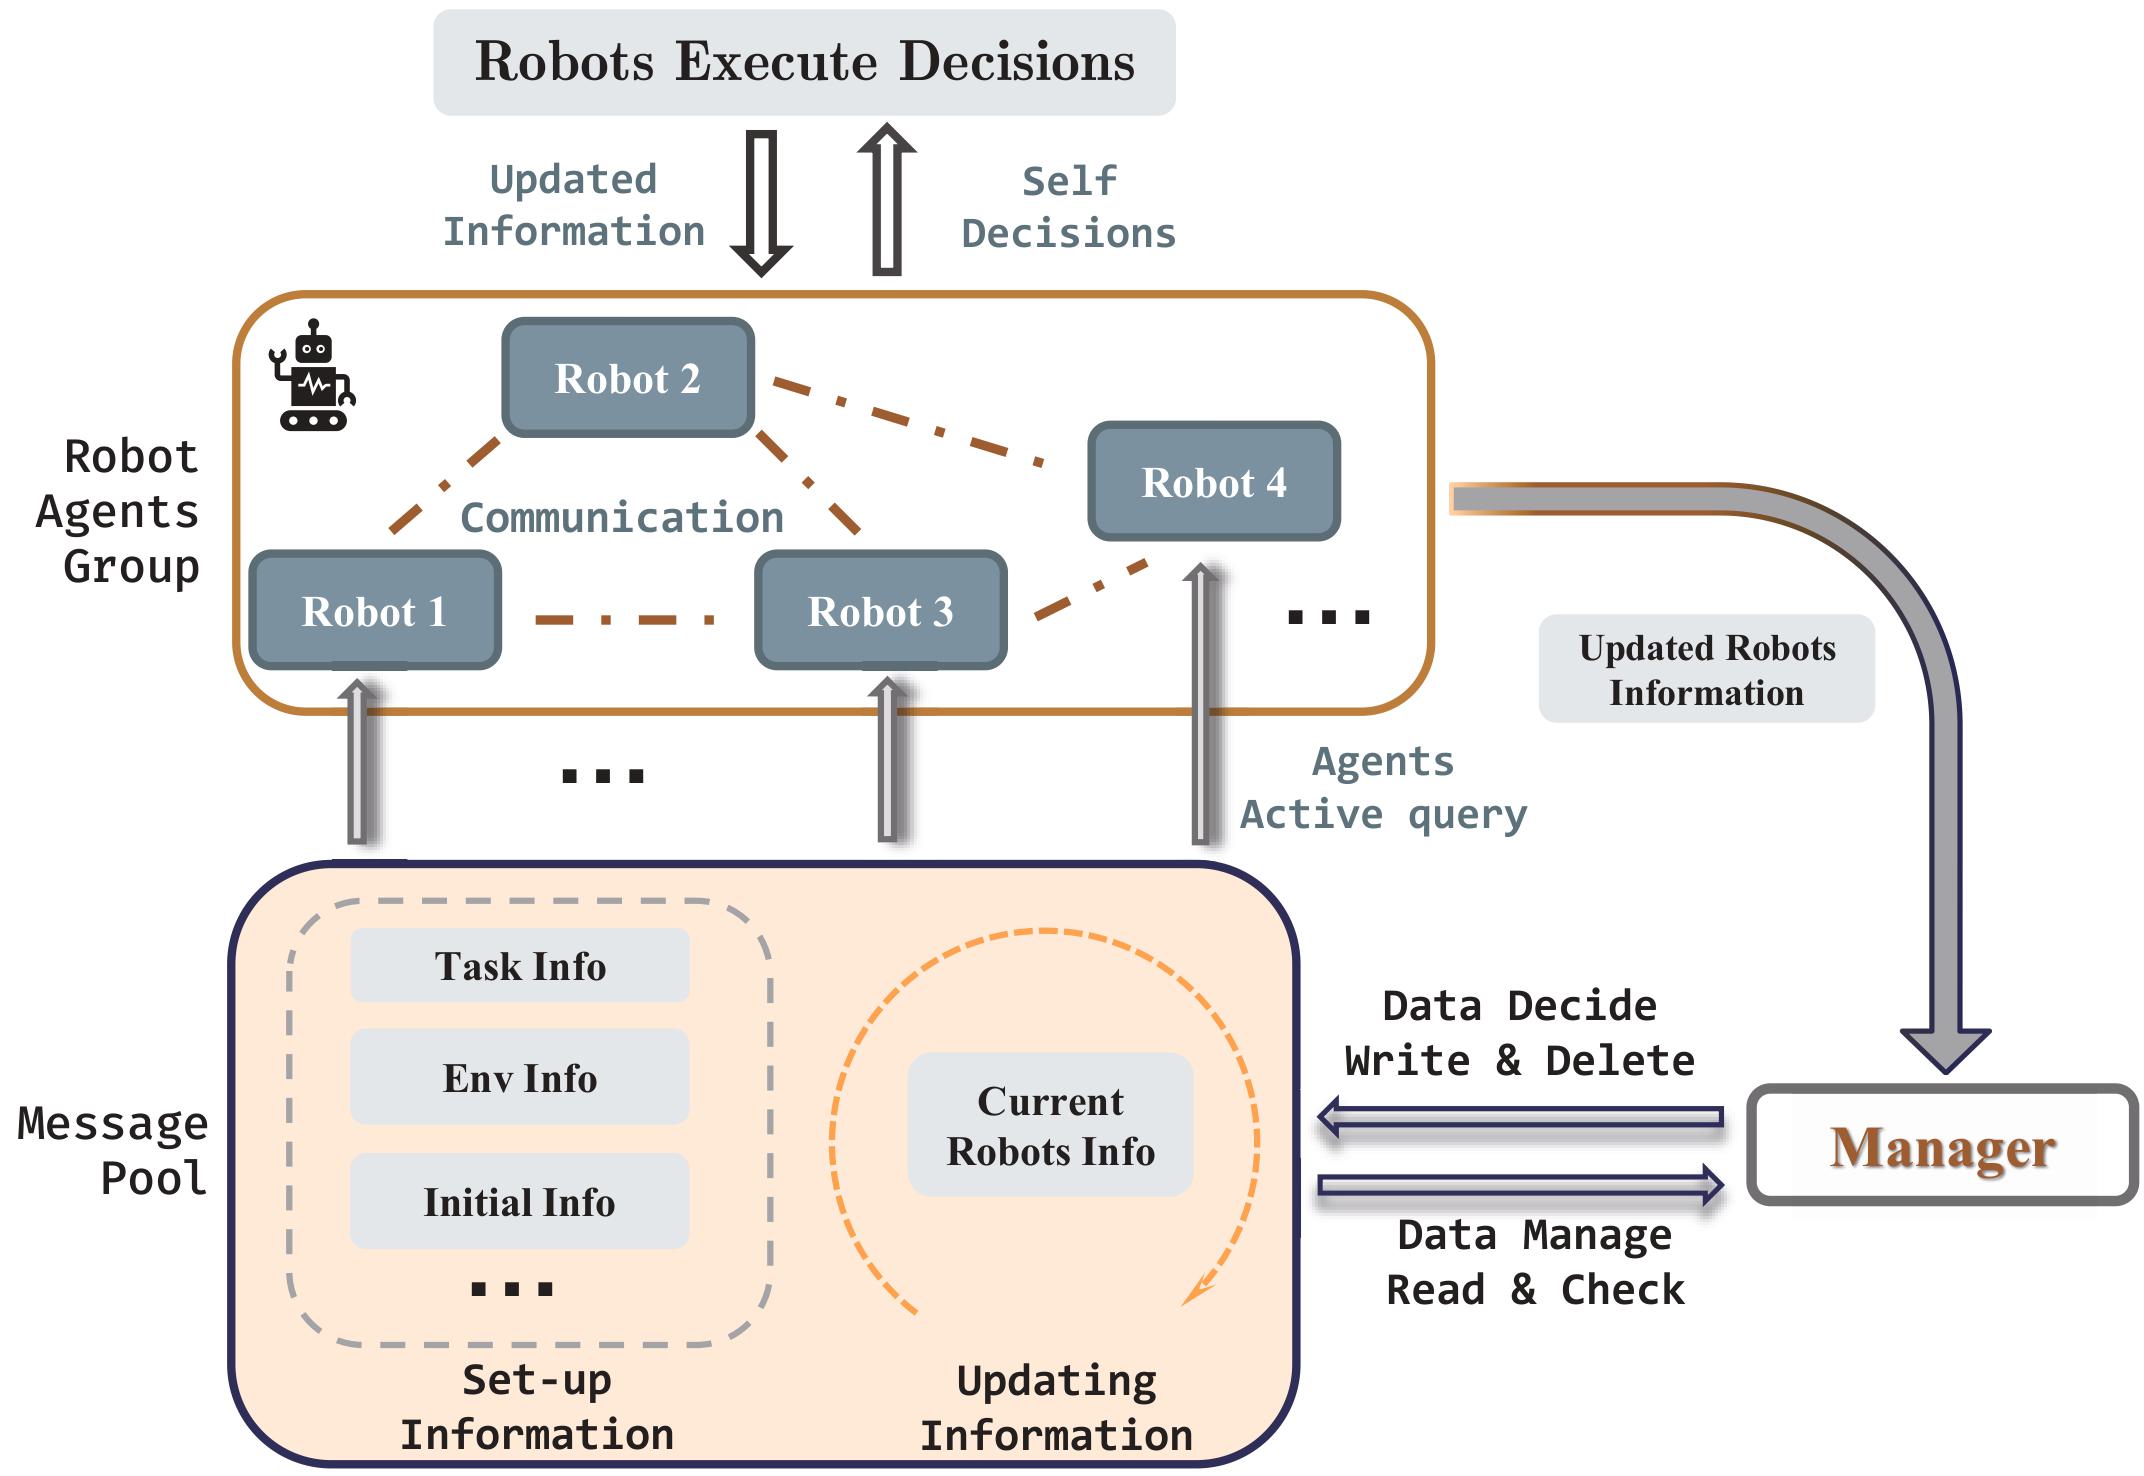 Robots Execute Decisions
Updated
Information
Self
Decisions
Robot
Agents
Group
Robot 2
Robot 4
Communication
Robot 1
Robot 3
...
Updated Robots
Information
...
Agents
Active query
Message
Pool
Task Info
Env Info
Initial Info
...
Set-up
Information
Current
Robots Info
Updating
Information
Data Decide
Write & Delete
Manager
Data Manage
Read & Check